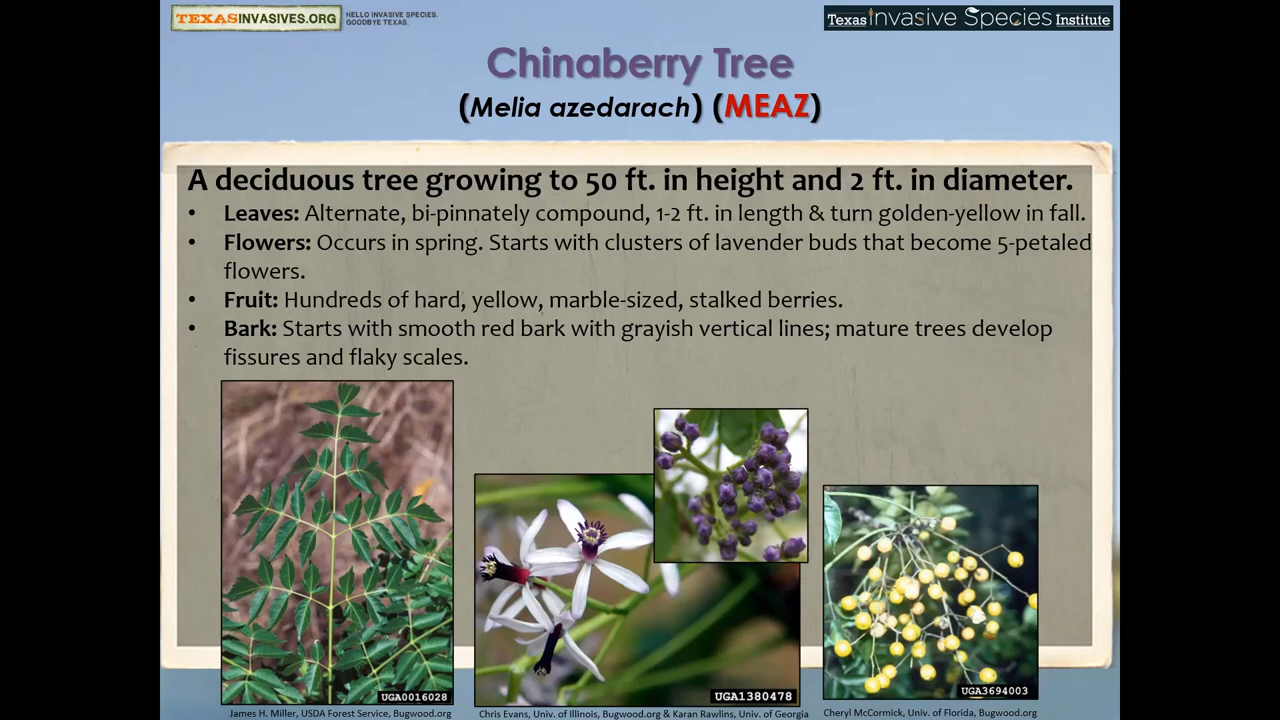 TEXASINVASIVES.ORG
HELLO INVASIVE SPECIES.
GOODBYE TEXAS.
Texas Invasive Species Institute
Chinaberry Tree
(Melia azedarach) (MEAZ)
A deciduous tree growing to 50 ft. in height and 2 ft. in diameter.
• Leaves: Alternate, bi-pinnately compound, 1-2 ft. in length & turn golden-yellow in fall.
• Flowers: Occurs in spring. Starts with clusters of lavender buds that become 5-petaled
flowers.
• Fruit: Hundreds of hard, yellow, marble-sized, stalked berries.
• Bark: Starts with smooth red bark with grayish vertical lines; mature trees develop
fissures and flaky scales.
UGA0016028
UGA1380478
UGA3694003
James H. Miller, USDA Forest Service, Bugwood.org
Chris Evans, Univ. of Illinois, Bugwood.org & Karan Rawlins, Univ. of Georgia
Cheryl McCormick, Univ. of Florida, Bugwood.org